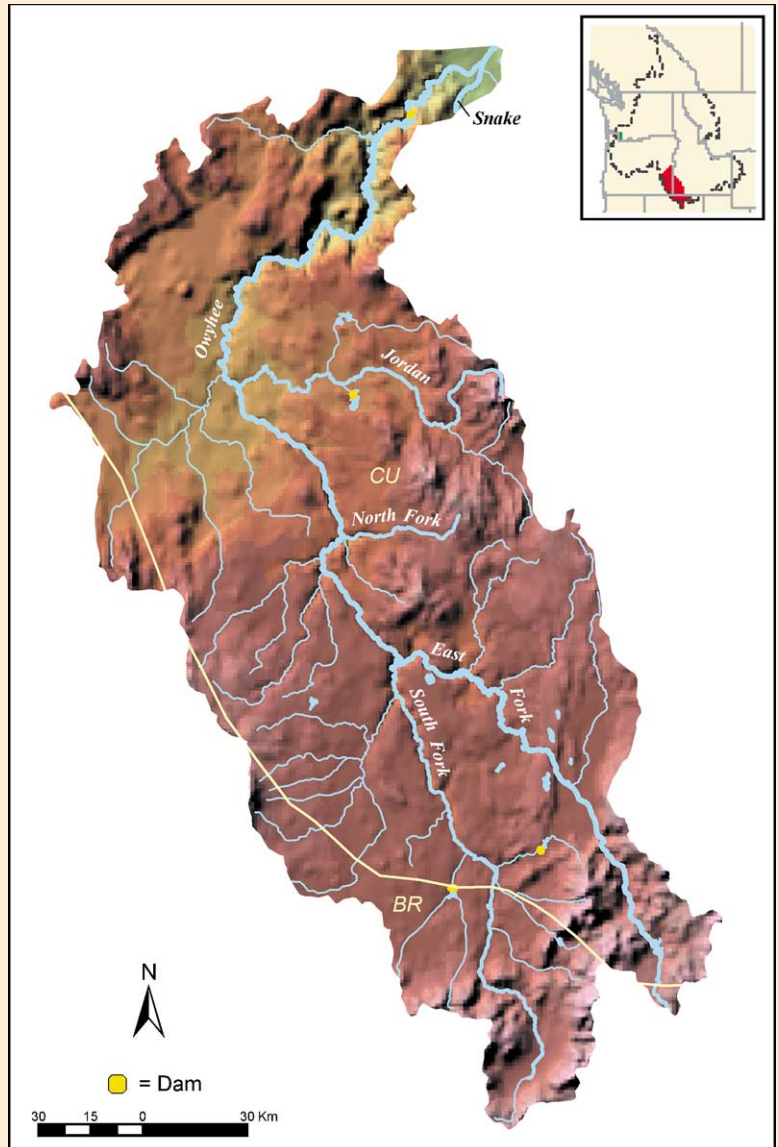 Snake
Owyhee
Jordan
CU
North Fork
East
Fork
South Fork
BR
N
= Dam
30 15 0 30 Km